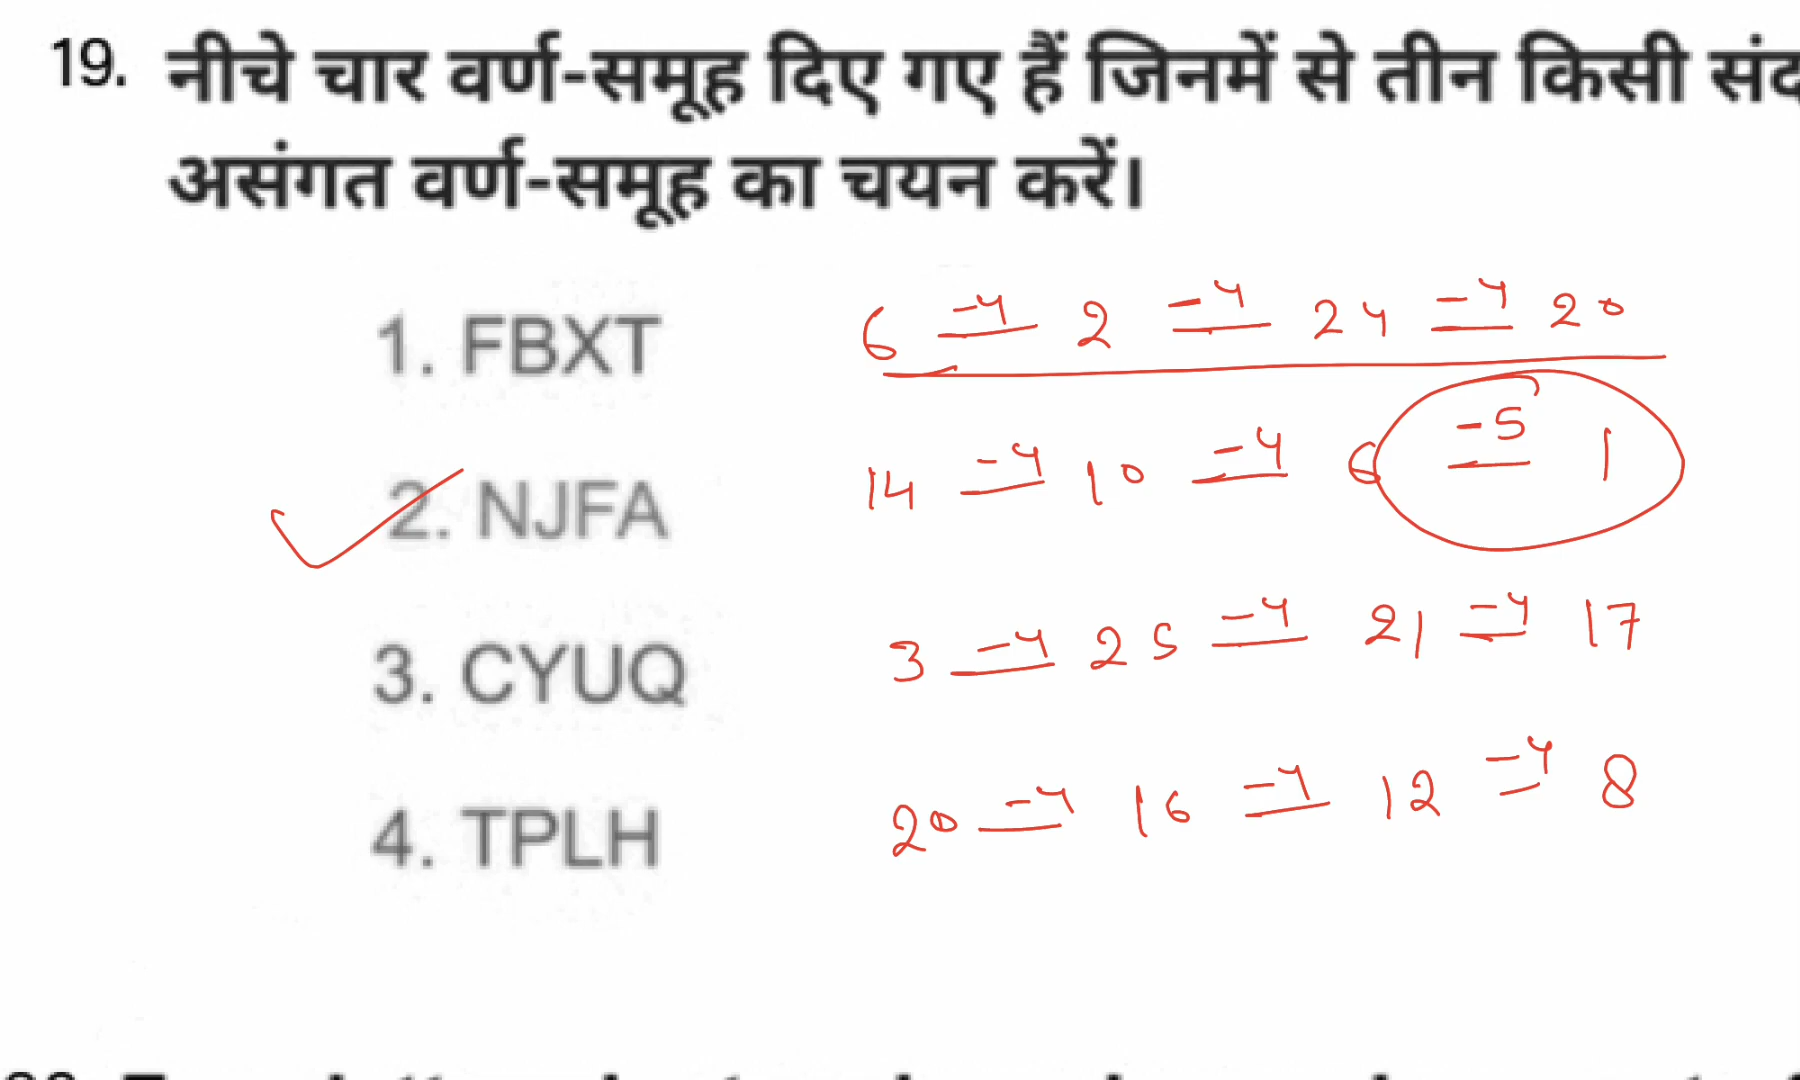 19. नीचे चार वर्ण-समूह दिए गए हैं जिनमें से तीन किसी
असंगत वर्ण-समूह का चयन करें।
1. FBXT 6 -4 2 -4 24 -4 20
2. NJFA 14 -4 10 -4 6 -5 1
3. CYUQ 3 -4 25 -4 21 -4 17
4. TPLH 20 -4 16 -4 12 -4 8